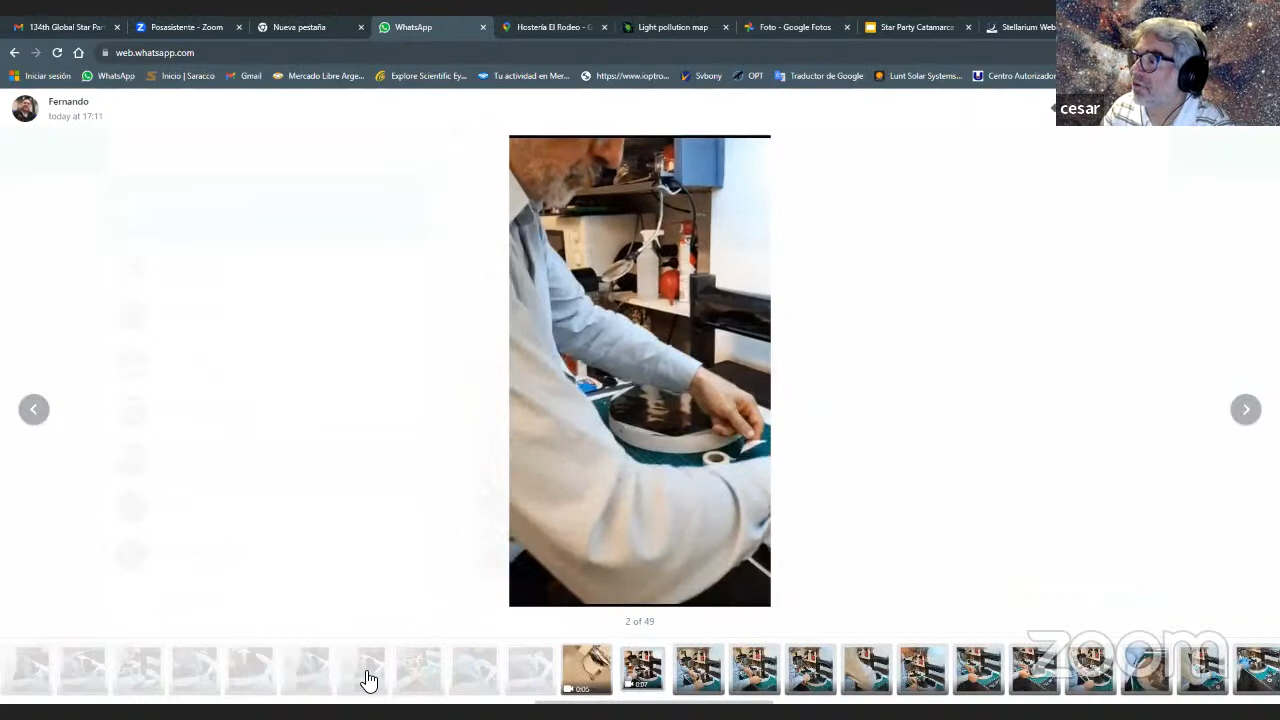 134th Global Star Par
Posasistente - Zoom
Nueva pestaña
WhatsApp
Hostería El Rodeo - G
Light pollution map
Foto - Google Fotos
Star Party Catamarca
Stellarium Web
web.whatsapp.com
Iniciar sesión
WhatsApp
Inicio | Saracco
Gmail
Mercado Libre Arge...
Explore Scientific Ey...
Tu actividad en Mer...
https://www.ioptro...
Svbony
OPT
Traductor de Google
Lunt Solar Systems...
Centro Autorizado
cesar
Fernando
today at 17:11
2 of 49
0:05
0:07
zoom